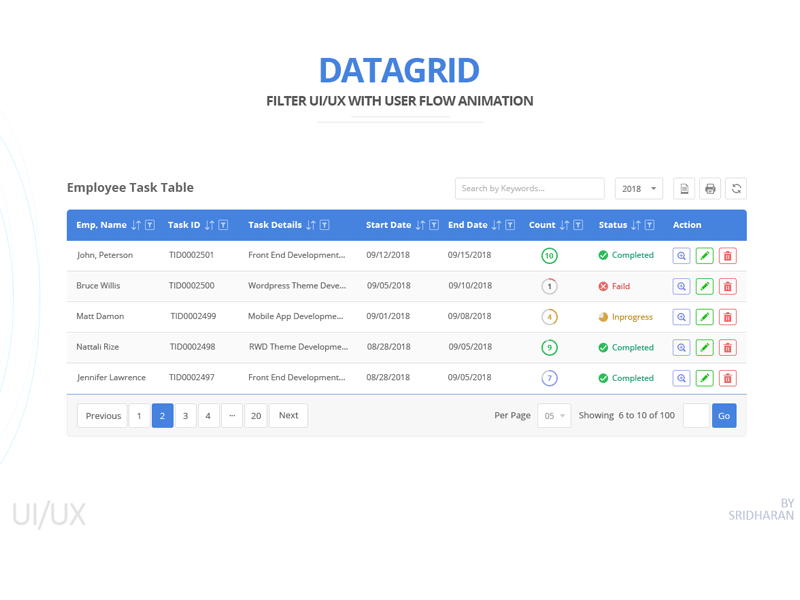 DATAGRID
FILTER UI/UX WITH USER FLOW ANIMATION
Employee Task Table
Search by Keywords...
2018
Emp, Name Task ID Task Details Start Date End Date Count Status Action
John, Peterson TID0002501 Front End Development... 09/12/2018 09/15/2018 10 Completed
Bruce Willis TID0002500 Wordpress Theme Deve... 09/05/2018 09/10/2018 1 Faild
Matt Damon TID0002499 Mobile App Developme... 09/01/2018 09/08/2018 4 Inprogress
Nattali Rize TID0002498 RWD Theme Developme... 08/28/2018 09/05/2018 9 Completed
Jennifer Lawrence TID0002497 Front End Development... 08/28/2018 09/05/2018 7 Completed
Previous 1 2 3 4 ... 20 Next Per Page 05 Showing 6 to 10 of 100 Go
UI/UX
BY
SRIDHARAN